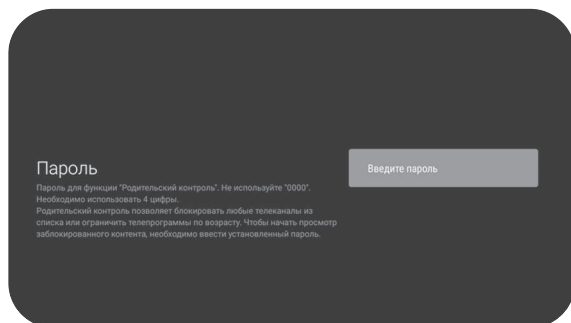 Пароль
Пароль для функции "Родительский контроль". Не используйте "0000".
Необходимо использовать 4 цифры.
Родительский контроль позволяет блокировать любые телеканалы из
списка или ограничить телепрограммы по возрасту. Чтобы начать просмотр
заблокированного контента, необходимо ввести установленный пароль.
Введите пароль